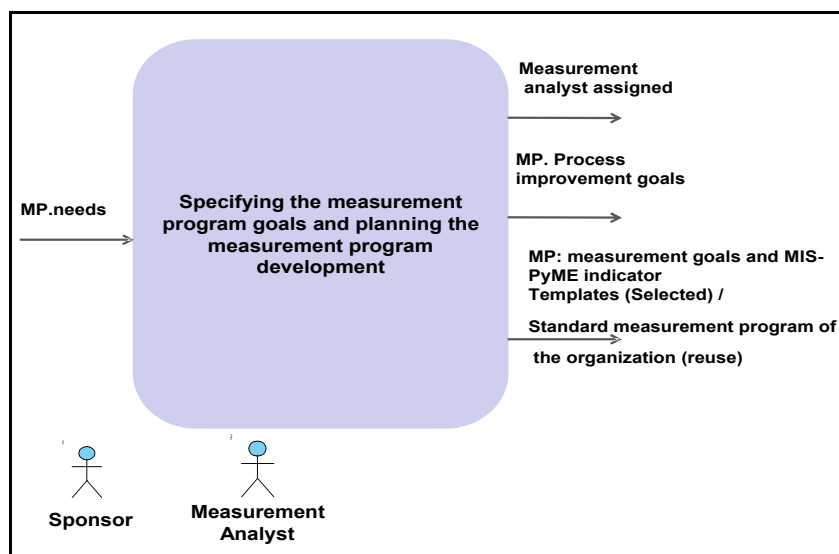 MP.needs
Specifying the measurement
program goals and planning the
measurement program
development
Measurement
analyst assigned
MP. Process
improvement goals
MP: measurement goals and MIS-
PyME indicator
Templates (Selected) /
Standard measurement program of
the organization (reuse)
Sponsor
Measurement
Analyst